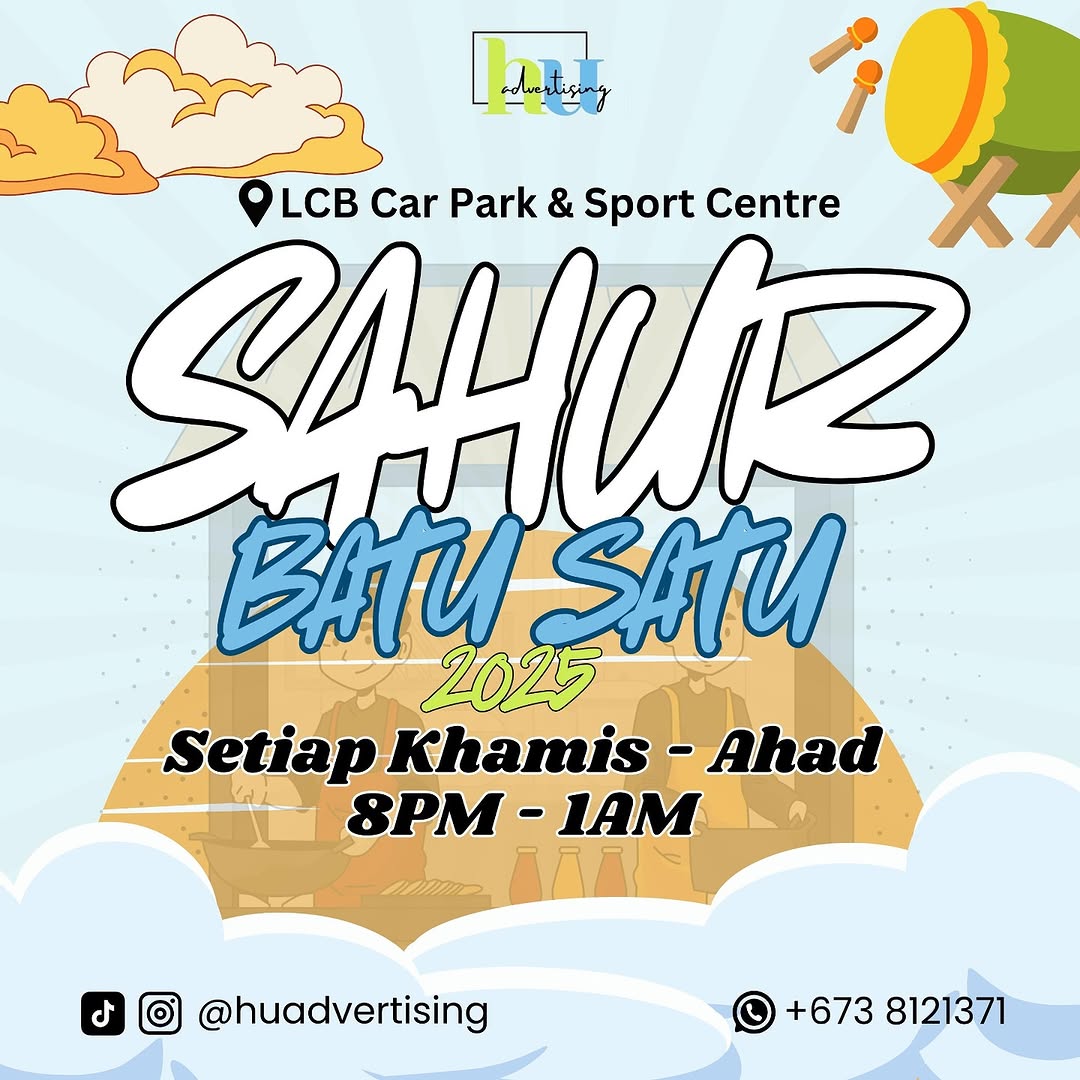 hu
advertising
LCB Car Park & Sport Centre
SAHUR
BATU SATU
2025
Setiap Khamis - Ahad
8PM - 1AM
@huadvertising
+673 8121371